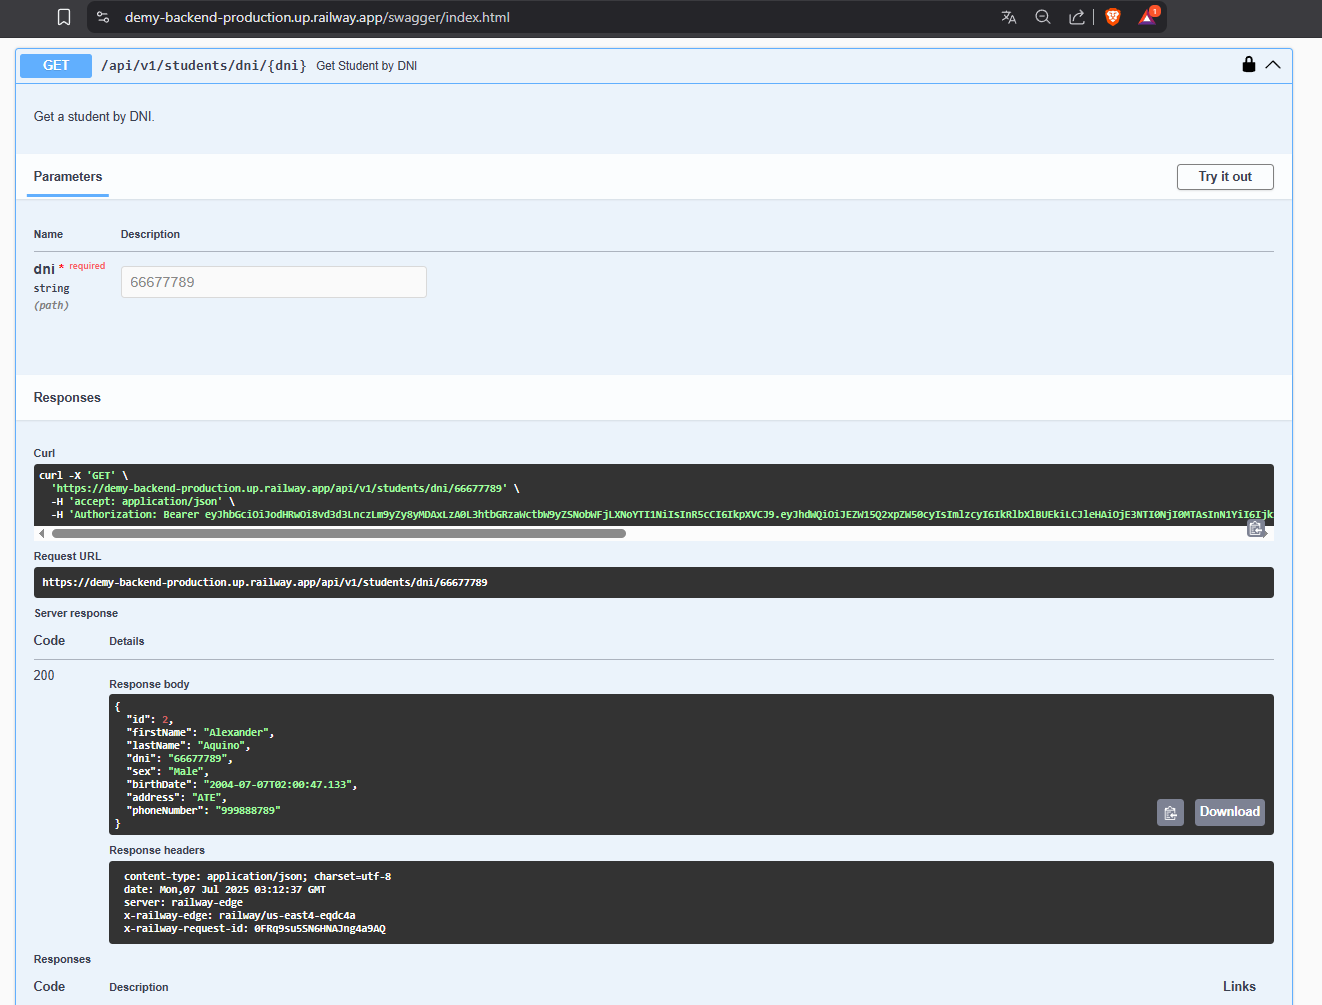 demy-backend-production.up.railway.app/swagger/index.html
1
GET /api/v1/students/dni/{dni} Get Student by DNI
Get a student by DNI.
Parameters
Try it out
Name Description
dni * required
string
(path)
66677789
Responses
Curl
curl -X 'GET' \
'https://demy-backend-production.up.railway.app/api/v1/students/dni/66677789' \
-H 'accept: application/json' \
-H 'Authorization: Bearer
Request URL
https://demy-backend-production.up.railway.app/api/v1/students/dni/66677789
Server response
Code Details
200
Response body
{
"id": 2,
"firstName": "Alexander",
"lastName": "Aquino",
"dni": "66677789",
"sex": "Male",
"birthDate": "2004-07-07T02:00:47.133",
"address": "ATE",
"phoneNumber": "999888789"
}
Download
Response headers
content-type: application/json; charset=utf-8
date: Mon,07 Jul 2025 03:12:37 GMT
server: railway-edge
x-railway-edge: railway/us-east4-eqdc4a
x-railway-request-id: 0FRq9su5SN6HNAJng4a9AQ
Responses
Code Description Links